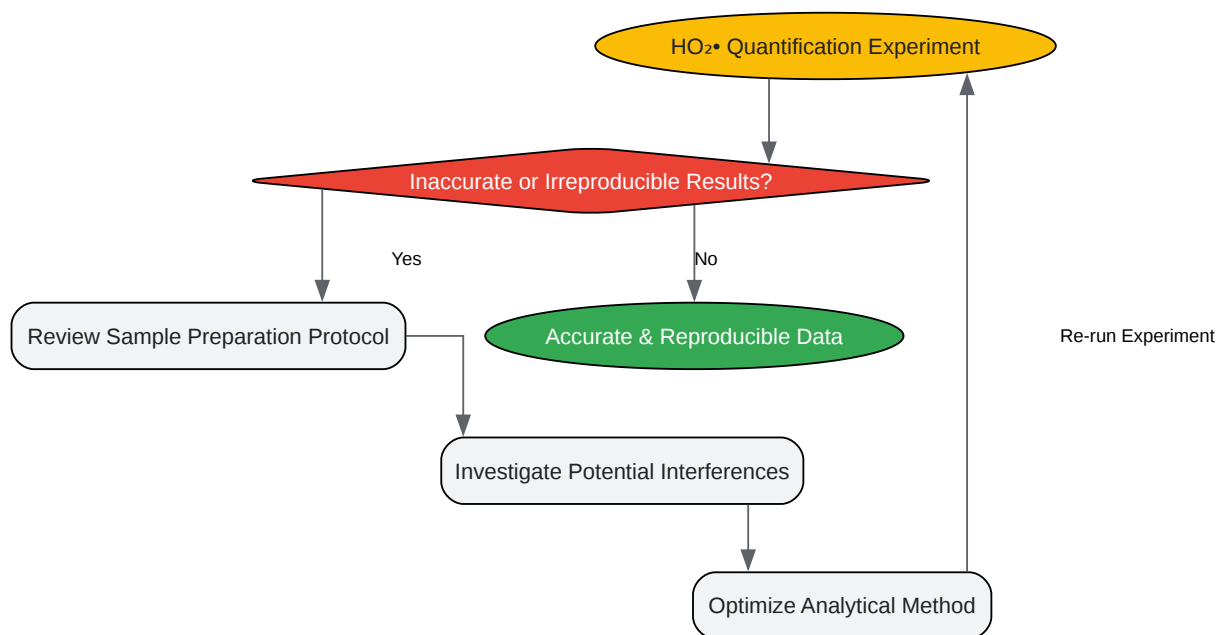 HO₂• Quantification Experiment
Inaccurate or Irreproducible Results?
Yes
No
Review Sample Preparation Protocol
Accurate & Reproducible Data
Re-run Experiment
Investigate Potential Interferences
Optimize Analytical Method